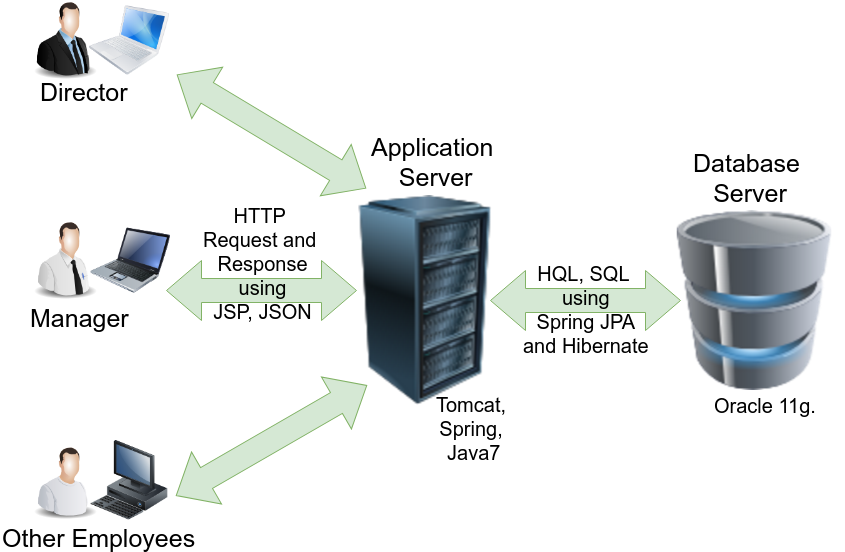 Director
Application
Server
Database
Server
HTTP
Request and
Response
using
JSP, JSON
HQL, SQL
using
Spring JPA
and Hibernate
Manager
Tomcat,
Spring,
Java7
Oracle 11g.
Other Employees